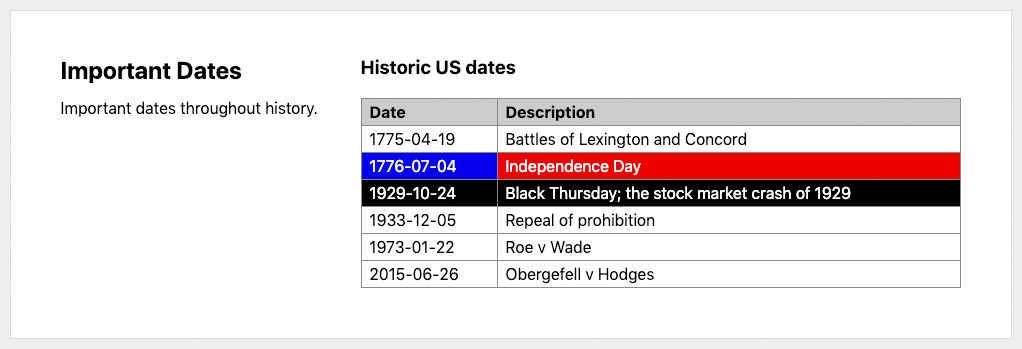 Important Dates
Important dates throughout history.
Historic US dates
Date Description
1775-04-19 Battles of Lexington and Concord
1776-07-04 Independence Day
1929-10-24 Black Thursday; the stock market crash of 1929
1933-12-05 Repeal of prohibition
1973-01-22 Roe v Wade
2015-06-26 Obergefell v Hodges